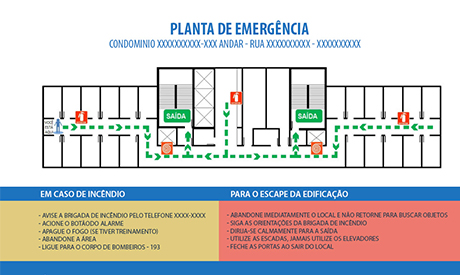 PLANTA DE EMERGÊNCIA
CONDOMINIO XXXXXXXXXX-XXX ANDAR - RUA XXXXXXXXXX - XXXXXXXXXX
SAÍDA
SAÍDA
VOCÊ
ESTÁ
AQUI
EM CASO DE INCÊNDIO
- AVISE A BRIGADA DE INCÊNDIO PELO TELEFONE XXXX-XXXX
- ACIONE O BOTÃODO ALARME
- APAGUE O FOGO (SE TIVER TREINAMENTO)
- ABANDONE A ÁREA
- LIGUE PARA O CORPO DE BOMBEIROS - 193
PARA O ESCAPE DA EDIFICAÇÃO
- ABANDONE IMEDIATAMENTE O LOCAL E NÃO RETORNE PARA BUSCAR OBJETOS
- SIGA AS ORIENTAÇÕES DA BRIGADA DE INCÊNDIO
- DIRIJA-SE CALMAMENTE PARA A SAÍDA
- UTILIZE AS ESCADAS, JAMAIS UTILIZE OS ELEVADORES
- FECHE AS PORTAS AO SAIR DO LOCAL